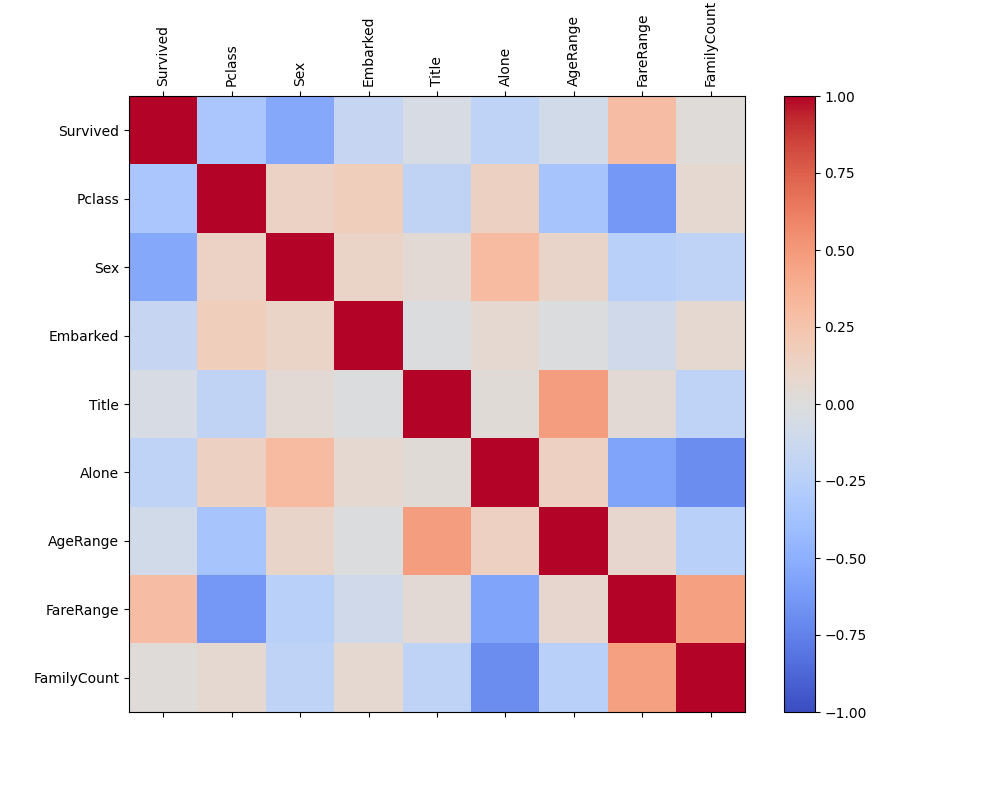 Survived
Pclass
Sex
Embarked
Title
Alone
AgeRange
FareRange
FamilyCount
Survived
Pclass
Sex
Embarked
Title
Alone
AgeRange
FareRange
FamilyCount
1.00
0.75
0.50
0.25
0.00
−0.25
−0.50
−0.75
−1.00